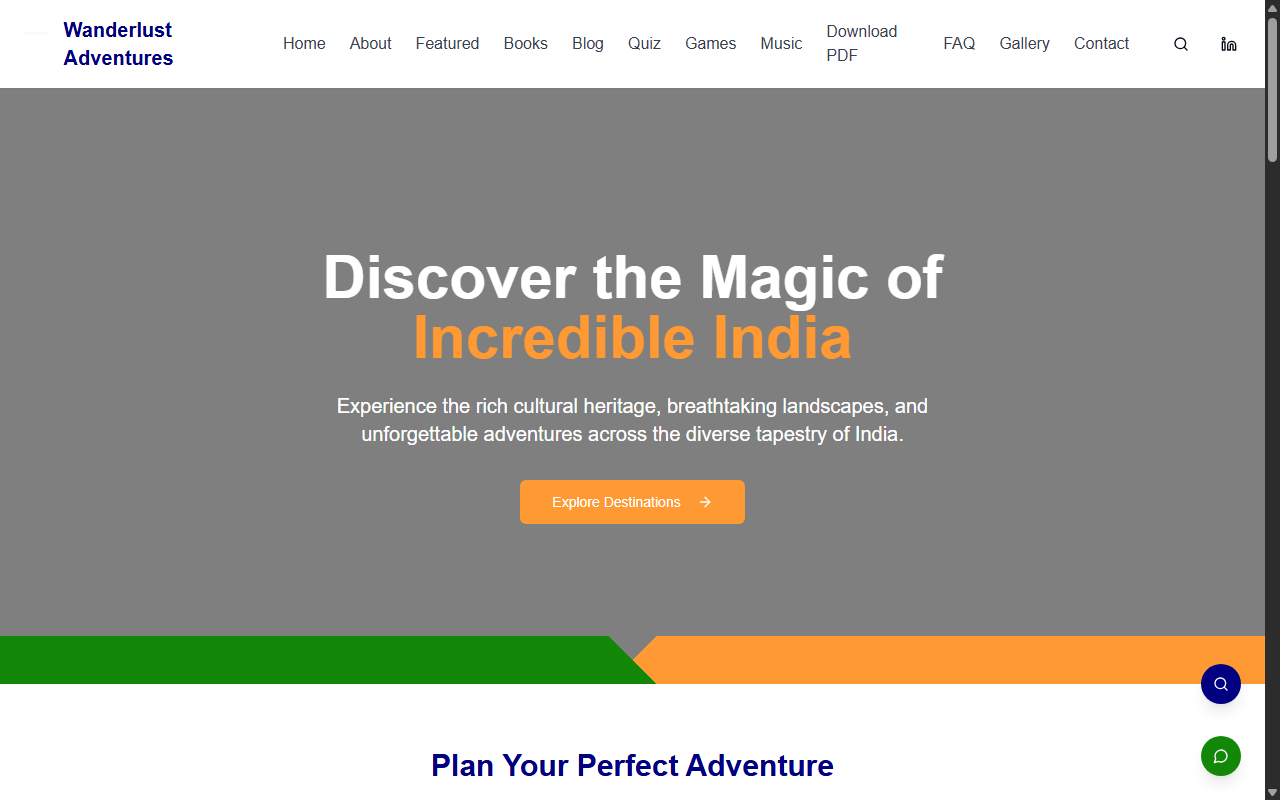 Wanderlust
Adventures
Home
About
Featured
Books
Blog
Quiz
Games
Music
Download
PDF
FAQ
Gallery
Contact
Discover the Magic of
Incredible India
Experience the rich cultural heritage, breathtaking landscapes, and
unforgettable adventures across the diverse tapestry of India.
Explore Destinations
Plan Your Perfect Adventure